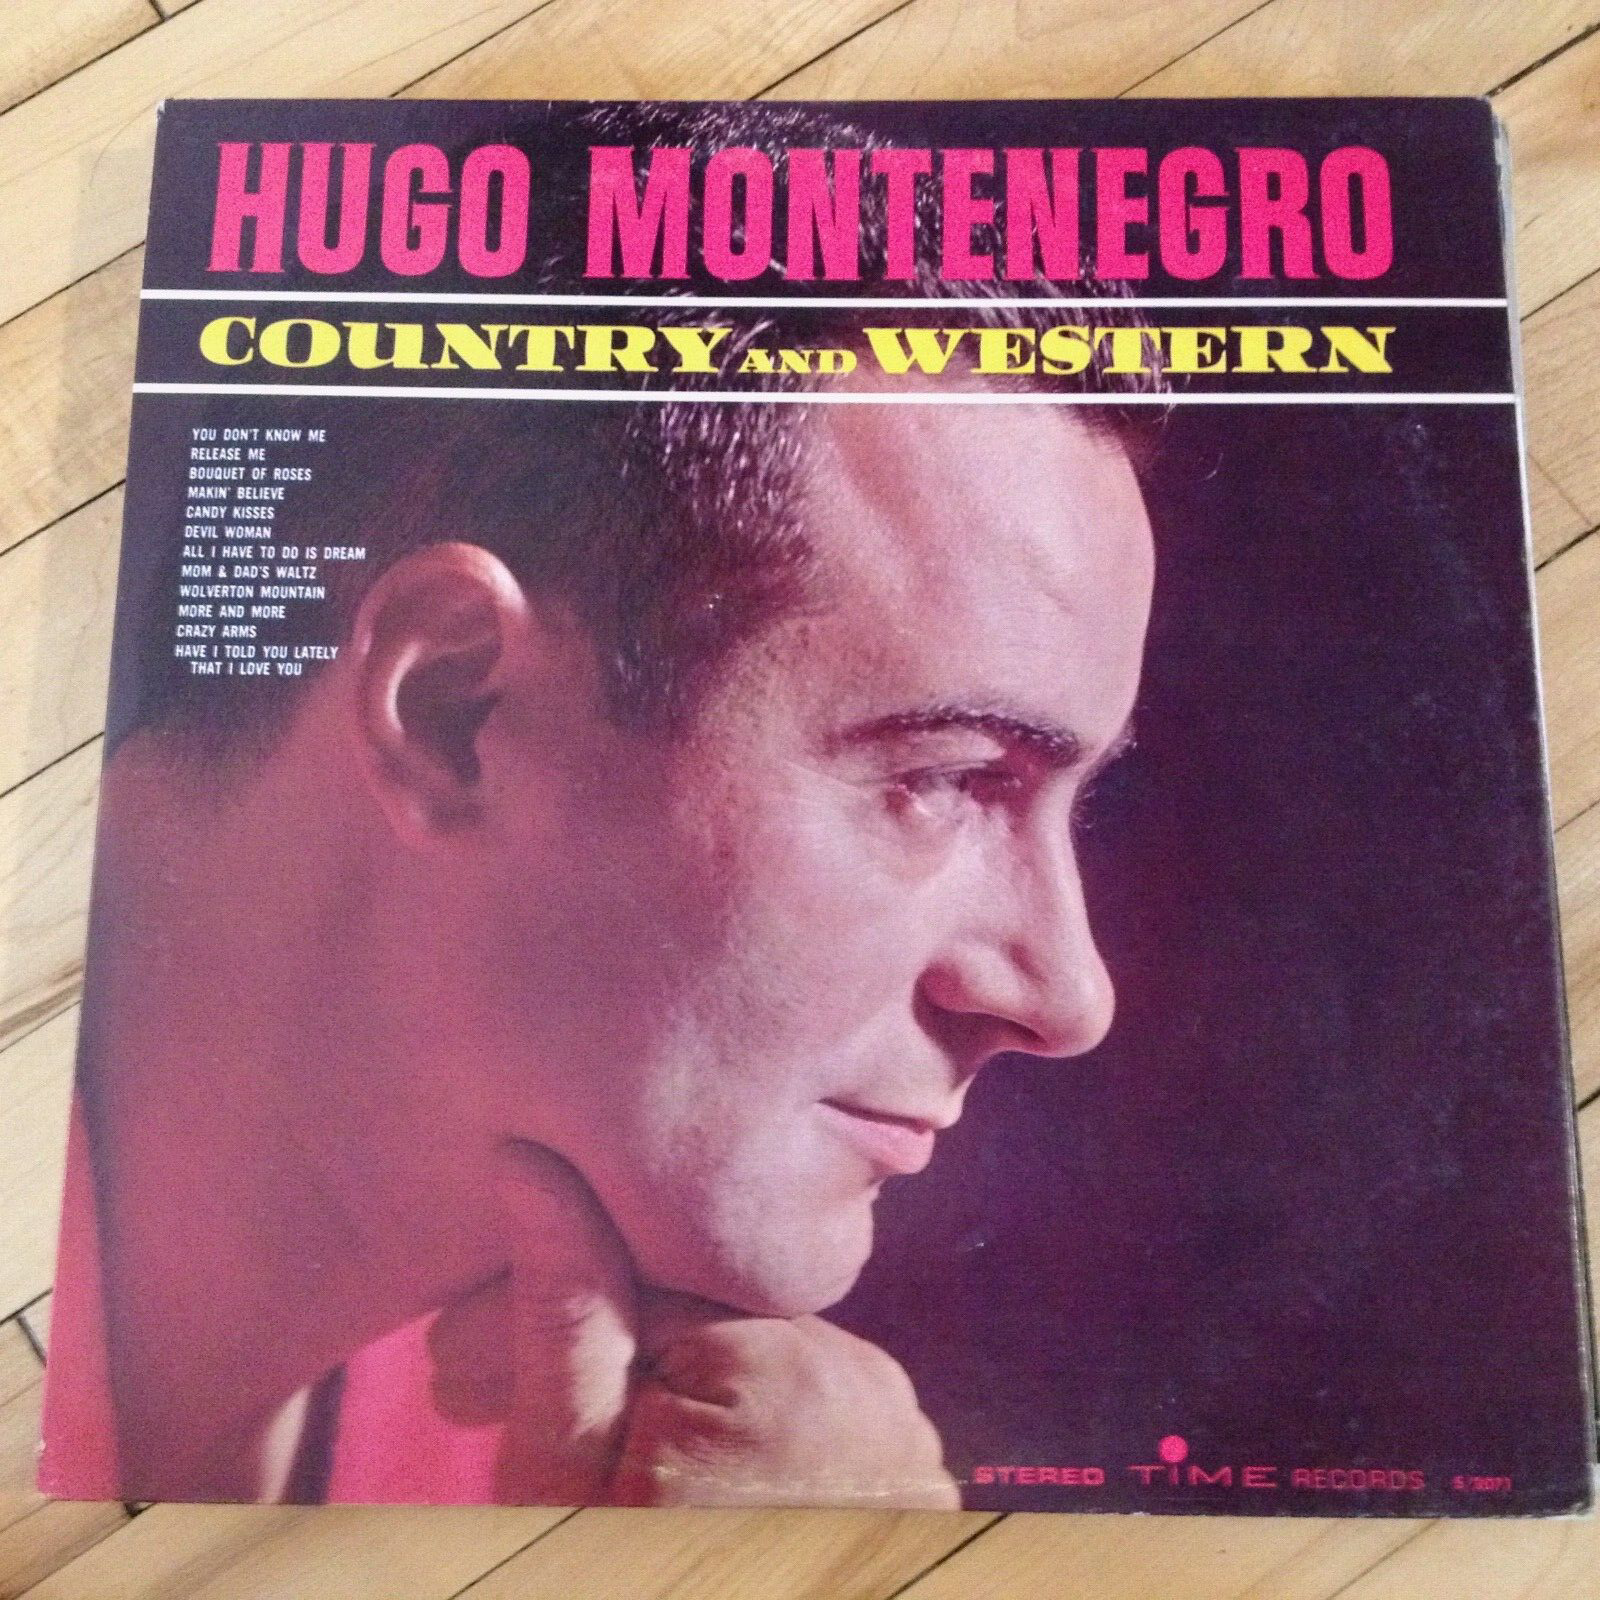 HUGO MONTENEGRO
COUNTRY AND WESTERN
YOU DON'T KNOW ME
RELEASE ME
BOUQUET OF ROSES
MAKIN' BELIEVE
CANDY KISSES
DEVIL WOMAN
ALL I HAVE TO DO IS DREAM
MOM & DAD'S WALTZ
WOLVERTON MOUNTAIN
MORE AND MORE
CRAZY ARMS
HAVE I TOLD YOU LATELY
THAT I LOVE YOU
STEREO TIME RECORDS